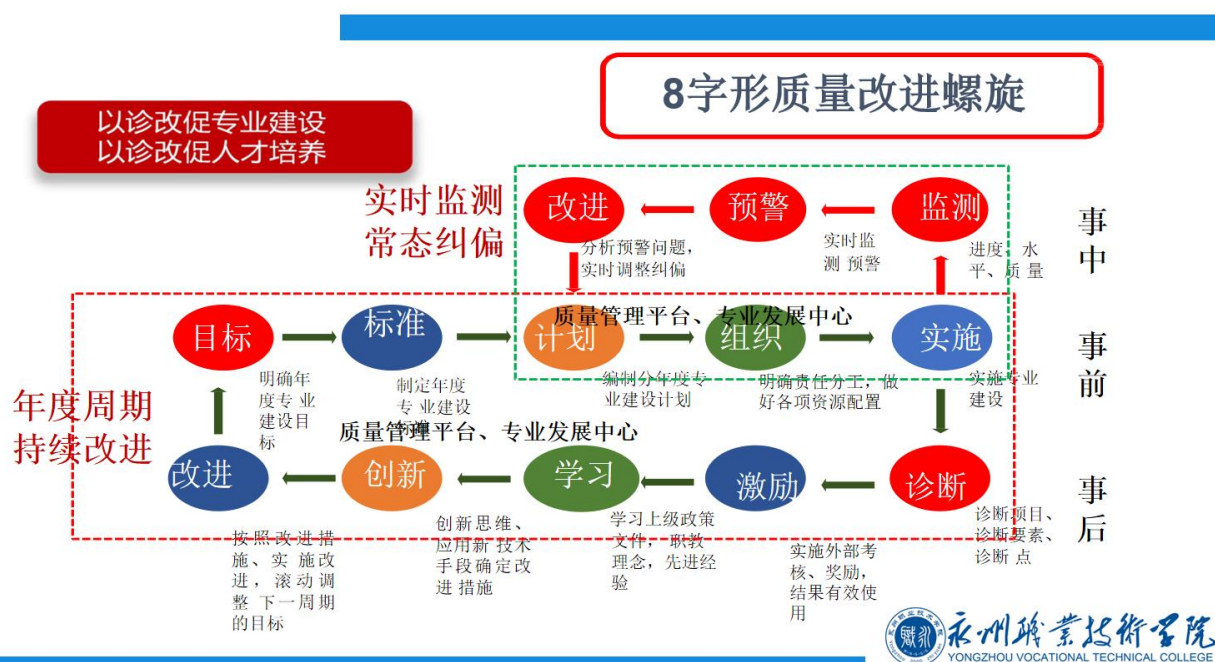 8字形质量改进螺旋
以诊改促专业建设
以诊改促人才培养
实时监测
常态纠偏
改进
预警
监测
分析预警问题，
实时调整纠偏
实时监
测 预警
进度、水
平、质 量
事
中
质量管理平台、专业发展中心
目标
标准
计划
组织
实施
事
前
明确年
度专 业
建设目
标
制定年度
专 业建设
标准
编制分年度专
业建设计划
明确责任分工，做
好各项资源配置
实施专业
建设
年度周期
持续改进
质量管理平台、专业发展中心
改进
创新
学习
激励
诊断
事
后
按照改进措
施、实 施改
进，滚动调
整 下一周期
的目标
创新思维、
应用新 技术
手段确定改
进 措施
学习上级政策
文件， 职教
理念，先进经
验
实施外部考
核、奖励，
结果有效使
用
诊断项目、
诊断要素、
诊断 点
永州职业技術学院
YONGZHOU VOCATIONAL TECHNICAL COLLEGE